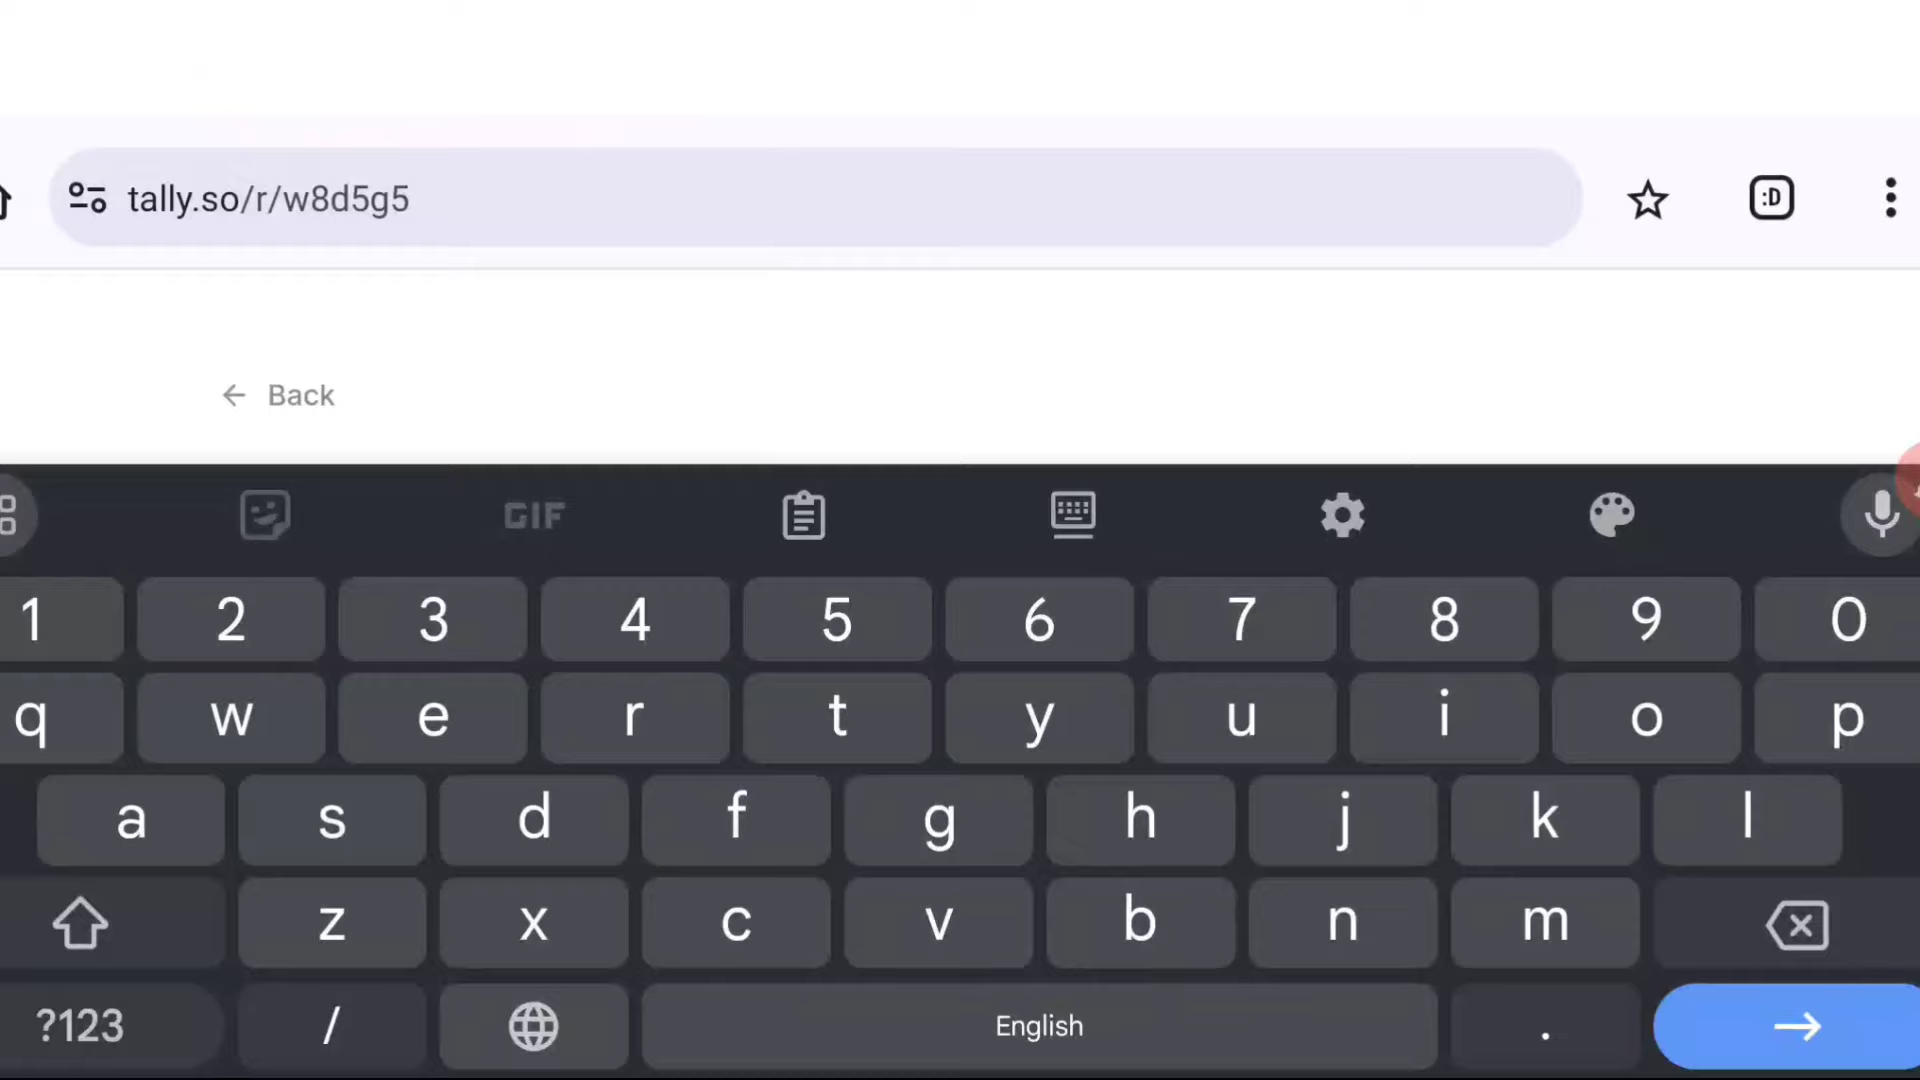 tally.so/r/w8d5g5
:D
Back
GIF
1 2 3 4 5 6 7 8 9 0
q w e r t y u i o p
a s d f g h j k l
z x c v b n m
?123 / English .